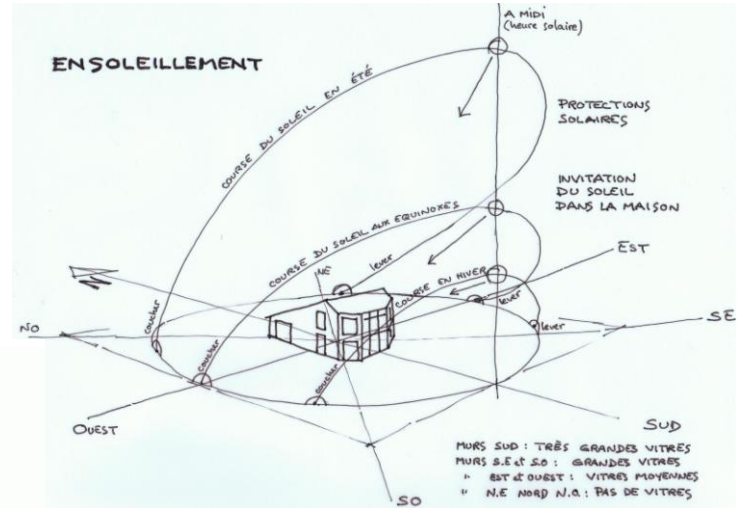 A MIDI
(heure solaire)
ENSOLEILLEMENT
COURSE DU SOLEIL EN ÉTÉ
PROTECTIONS
SOLAIRES
INVITATION
DU SOLEIL
DANS LA MAISON
COURSE DU SOLEIL AUX EQUINOXES
lever
EST
NE
COURSE EN HIVER
lever
N
lever
SE
NO
coucher
coucher
coucher
OUEST
SUD
SO
MURS SUD : TRÈS GRANDES VITRES
MURS S.E et S.O : GRANDES VITRES
" EST et OUEST : VITRES MOYENNES
" N.E NORD N.O : PAS DE VITRES